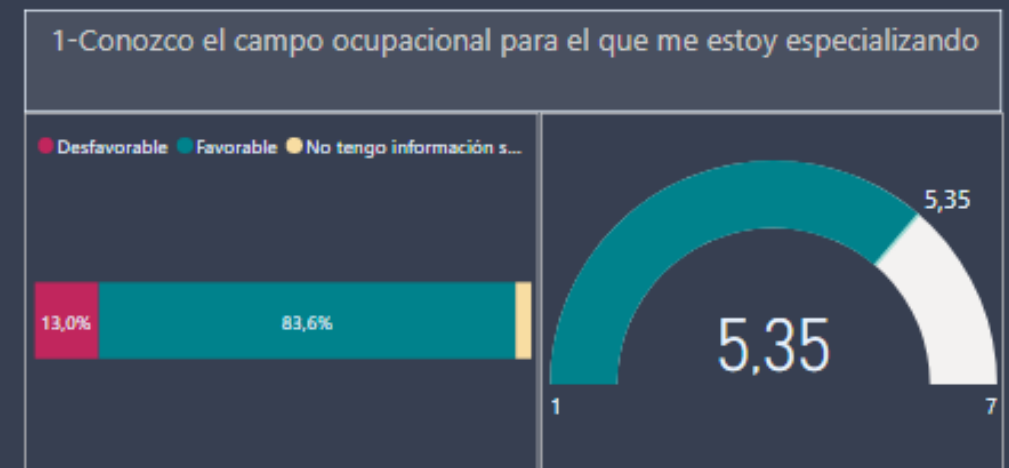 1-Conozco el campo ocupacional para el que me estoy especializando
Desfavorable Favorable No tengo información s...
13,0% 83,6%
5,35
5,35
1 7